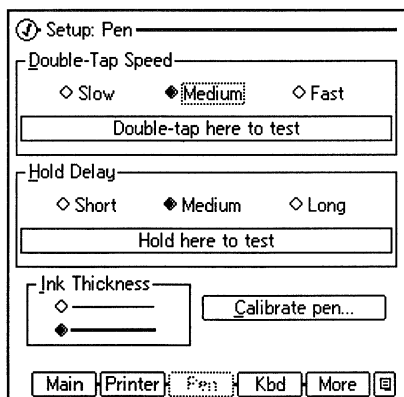 Setup: Pen
Double-Tap Speed
Slow Medium Fast
Double-tap here to test
Hold Delay
Short Medium Long
Hold here to test
Ink Thickness
Calibrate pen...
Main Printer Pen Kbd More